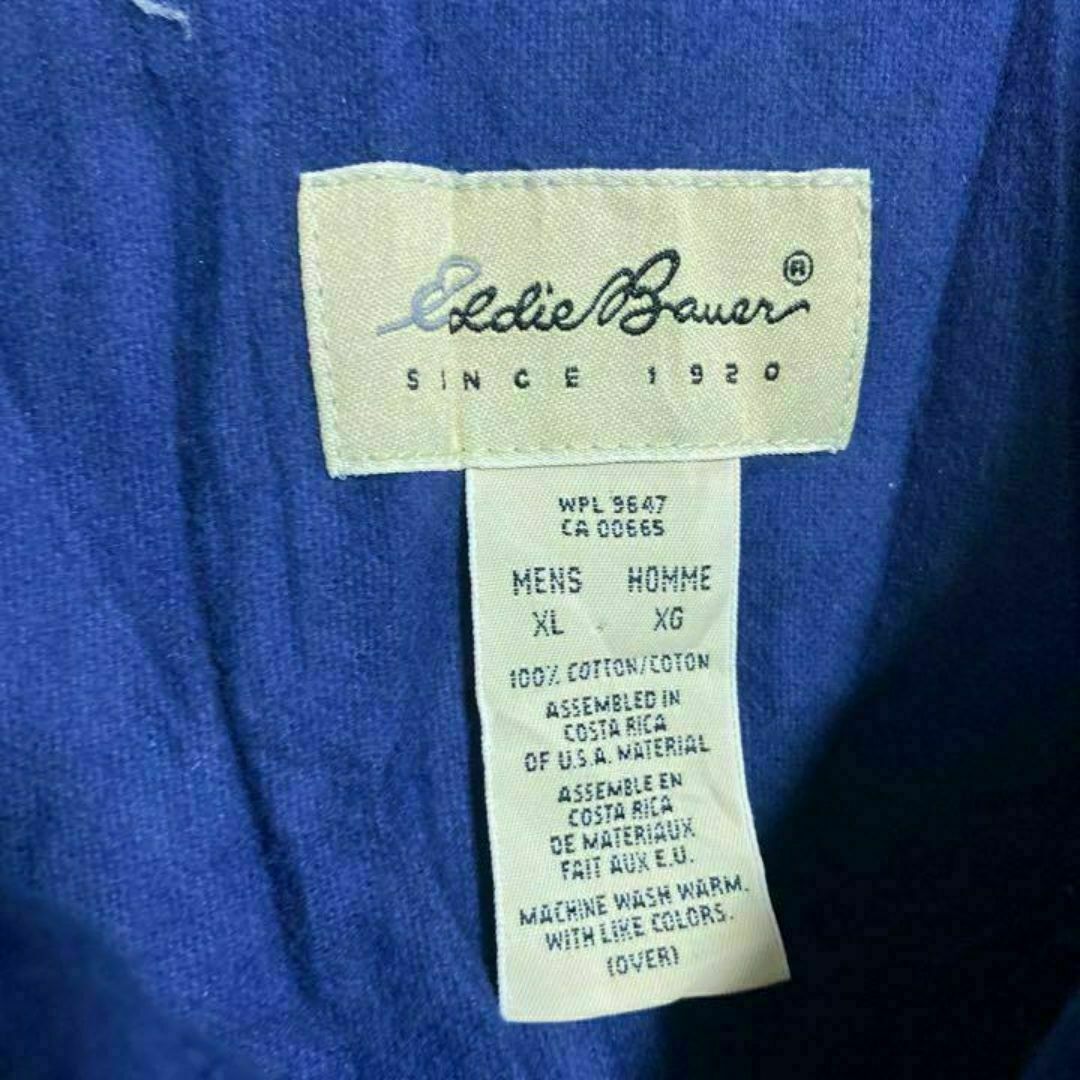 Eddie Bauer®
SINCE 1920
WPL 9647
CA 00665
MENS HOMME
XL XG
100% COTTON/COTON
ASSEMBLED IN
COSTA RICA
OF U.S.A. MATERIAL
ASSEMBLE EN
COSTA RICA
DE MATERIAUX
FAIT AUX E.U.
MACHINE WASH WARM.
WITH LIKE COLORS.
(OVER)